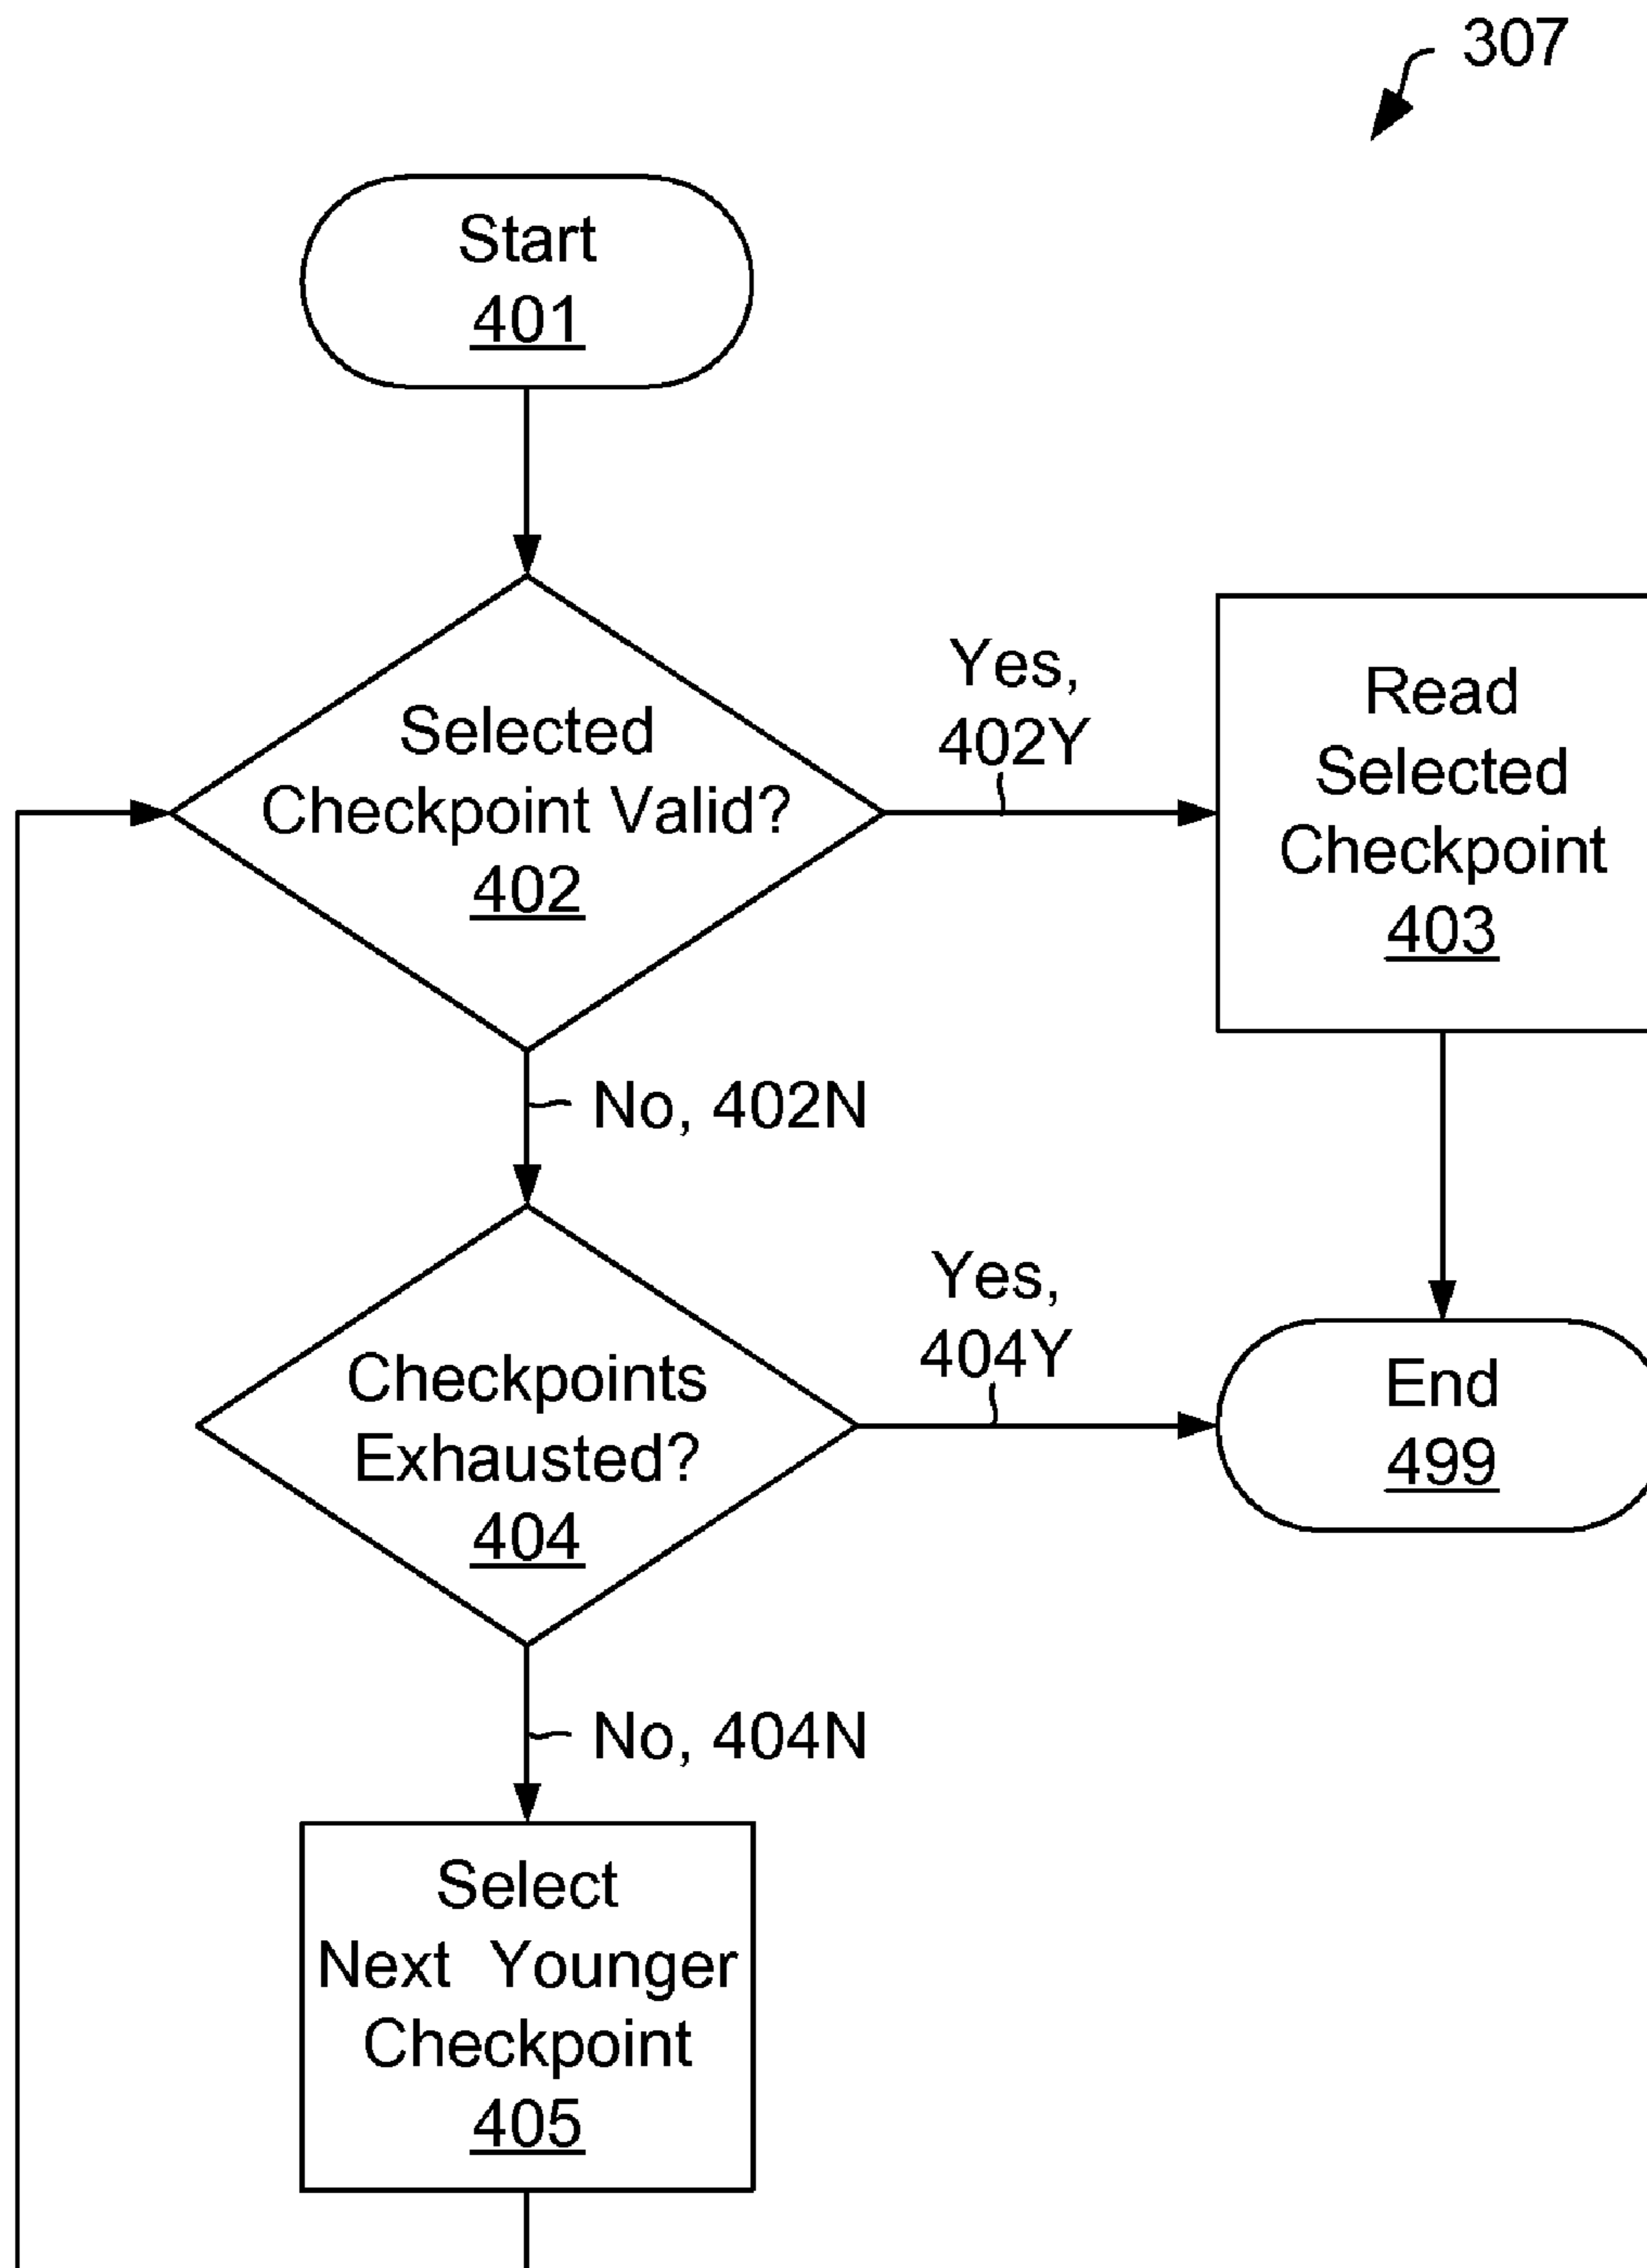 307
Start
401
Selected
Checkpoint Valid?
402
Yes,
402Y
Read
Selected
Checkpoint
403
No, 402N
Checkpoints
Exhausted?
404
Yes,
404Y
End
499
No, 404N
Select
Next Younger
Checkpoint
405